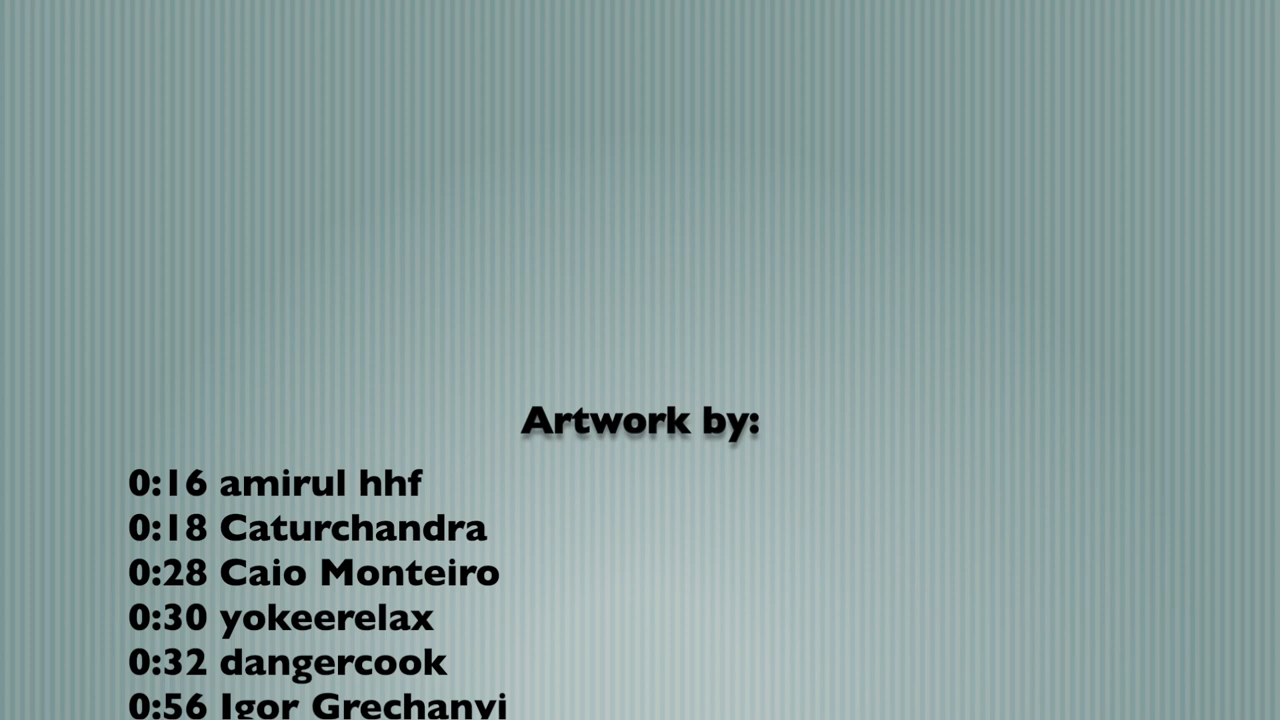 Artwork by:
0:16 amirul hhf
0:18 Caturchandra
0:28 Caio Monteiro
0:30 yokeerelax
0:32 dangercook
0:56 Igor Grechanyi